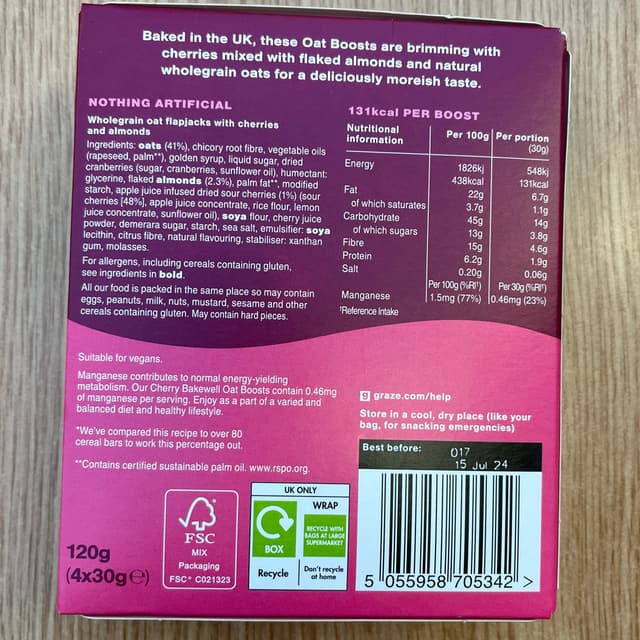 Baked in the UK, these Oat Boosts are brimming with
cherries mixed with flaked almonds and natural
wholegrain oats for a deliciously moreish taste.
NOTHING ARTIFICIAL
Wholegrain oat flapjacks with cherries
and almonds
Ingredients: oats (41%), chicory root fibre, vegetable oils
(rapeseed, palm**), golden syrup, liquid sugar, dried
cranberries (sugar, cranberries, sunflower oil), humectant:
glycerine, flaked almonds (2.3%), palm fat**, modified
starch, apple juice infused dried sour cherries (1%) (sour
cherries [48%], apple juice concentrate, rice flour, lemon
juice concentrate, sunflower oil), soya flour, cherry juice
powder, demerara sugar, starch, sea salt, emulsifier: soya
lecithin, citrus fibre, natural flavouring, stabiliser: xanthan
gum, molasses.
For allergens, including cereals containing gluten,
see ingredients in bold.
All our food is packed in the same place so may contain
eggs, peanuts, milk, nuts, mustard, sesame and other
cereals containing gluten. May contain hard pieces.
131kcal PER BOOST
Nutritional information Per 100g Per portion (30g)
Energy 1826kj 548kj
438kcal 131kcal
Fat 22g 6.7g
of which saturates 3.7g 1.1g
Carbohydrate 45g 14g
of which sugars 13g 3.8g
Fibre 15g 4.6g
Protein 6.2g 1.9g
Salt 0.20g 0.06g
Per 100g (%RI†) Per 30g (%RI†)
Manganese 1.5mg (77%) 0.46mg (23%)
†Reference Intake
Suitable for vegans.
Manganese contributes to normal energy-yielding
metabolism. Our Cherry Bakewell Oat Boosts contain 0.46mg
of manganese per serving. Enjoy as a part of a varied and
balanced diet and healthy lifestyle.
*We've compared this recipe to over 80
cereal bars to work this percentage out.
**Contains certified sustainable palm oil. www.rspo.org.
g graze.com/help
Store in a cool, dry place (like your
bag, for snacking emergencies)
Best before: 017
15 Jul 24
120g
(4x30g℮)
FSC
MIX
Packaging
FSC® C021323
UK ONLY
BOX
Recycle
WRAP
RECYCLE WITH
BAGS AT LARGE
SUPERMARKET
Don't recycle
at home
5 055958 705342 >